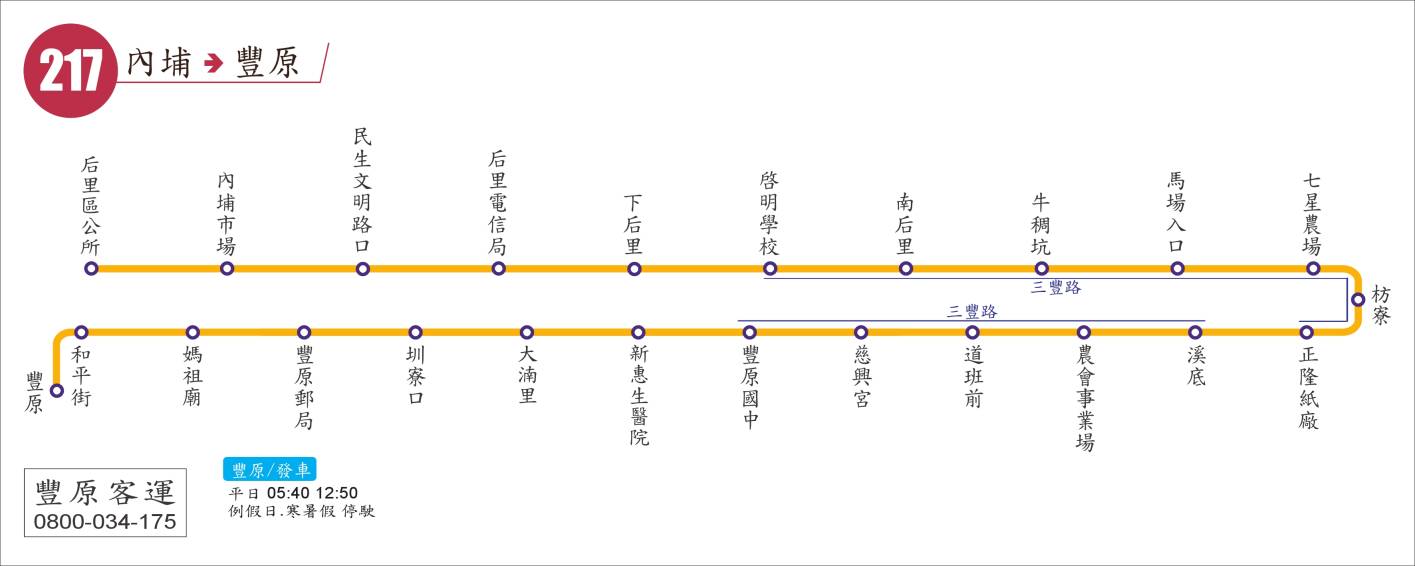 217 內埔 ➔ 豐原
后里區公所
內埔市場
民生文明路口
后里電信局
下后里
啓明學校
南后里
牛稠坑
馬場入口
七星農場
三豐路
枋寮
三豐路
豐原
和平街
媽祖廟
豐原郵局
圳寮口
大湳里
新惠生醫院
豐原國中
慈興宮
道班前
農會事業場
溪底
正隆紙廠
豐原/發車
平日 05:40 12:50
例假日.寒暑假 停駛
豐原客運
0800-034-175